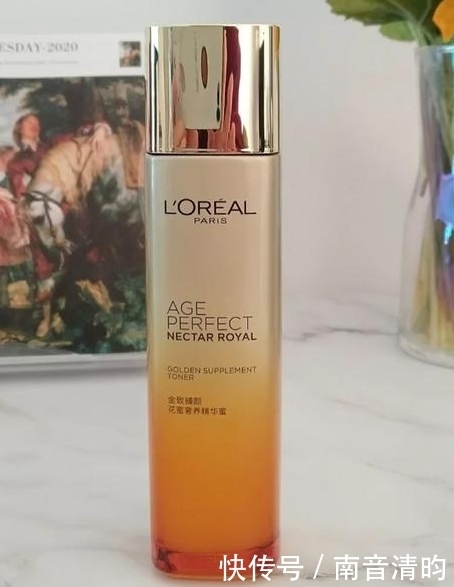 ESDAY-2020
L'ORÉAL
PARIS
AGE
PERFECT
NECTAR ROYAL
GOLDEN SUPPLEMENT
TONER
金致臻颜
花蜜奢养精华蜜
快传号 / 南音清昀